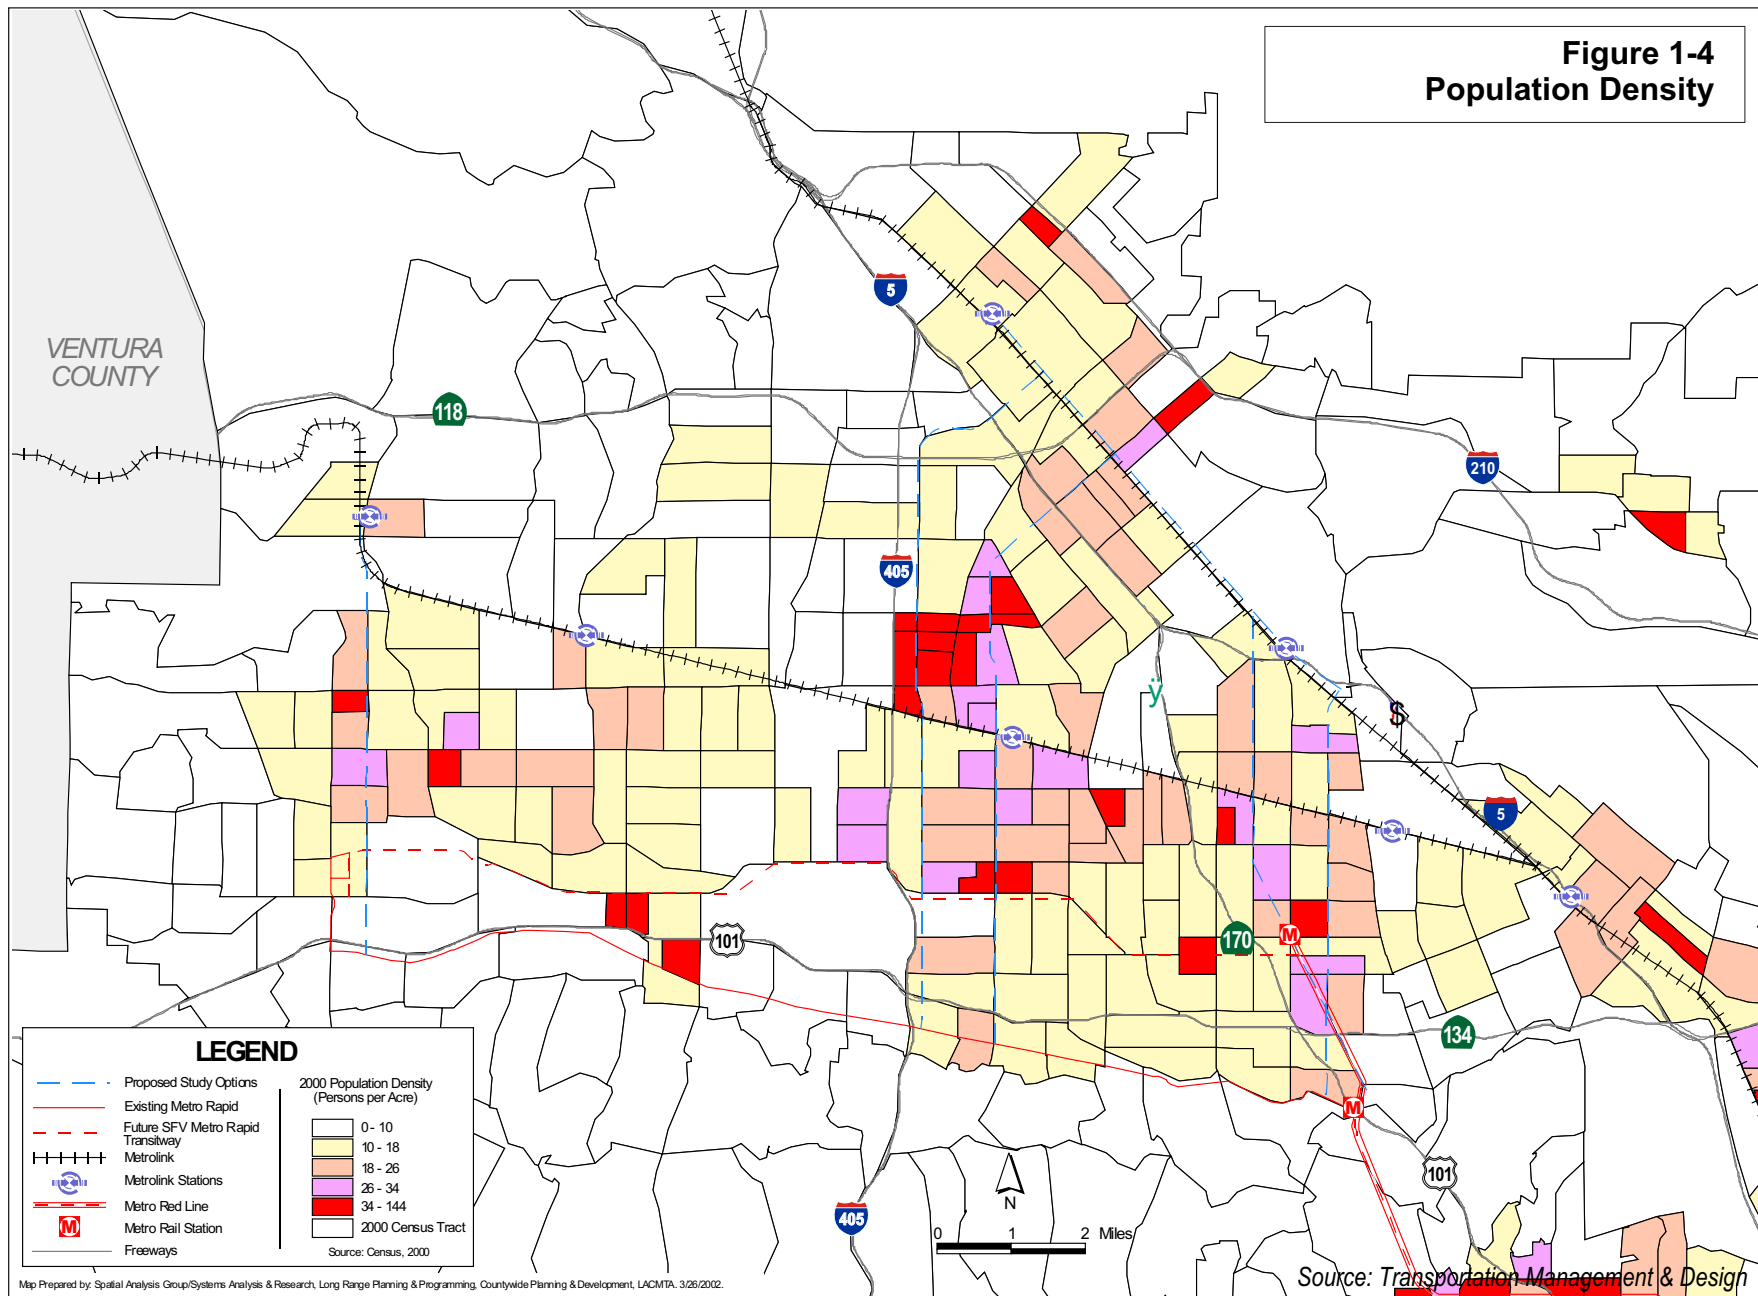 Figure 1-4
Population Density
VENTURA
COUNTY
5
118
210
405
ÿ
$
5
101
170
134
101
405
M
M
LEGEND
Proposed Study Options
Existing Metro Rapid
Future SFV Metro Rapid
Transitway
Metrolink
Metrolink Stations
Metro Red Line
M
Metro Rail Station
Freeways
2000 Population Density
(Persons per Acre)
0 - 10
10 - 18
18 - 26
26 - 34
34 - 144
2000 Census Tract
Source: Census, 2000
N
0 1 2 Miles
Map Prepared by: Spatial Analysis Group/Systems Analysis & Research, Long Range Planning & Programming, Countywide Planning & Development, LACMTA. 3/26/2002.
Source: Transportation Management & Design